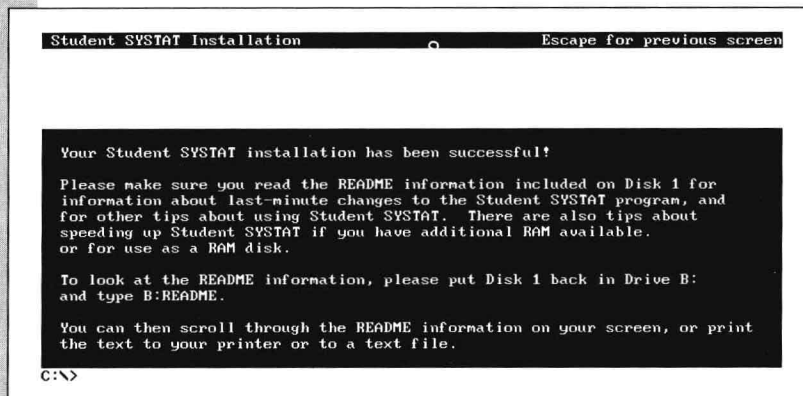 Student SYSTAT Installation Escape for previous screen
Your Student SYSTAT installation has been successful!
Please make sure you read the README information included on Disk 1 for
information about last-minute changes to the Student SYSTAT program, and
for other tips about using Student SYSTAT. There are also tips about
speeding up Student SYSTAT if you have additional RAM available.
or for use as a RAM disk.
To look at the README information, please put Disk 1 back in Drive B:
and type B:README.
You can then scroll through the README information on your screen, or print
the text to your printer or to a text file.
C:\>